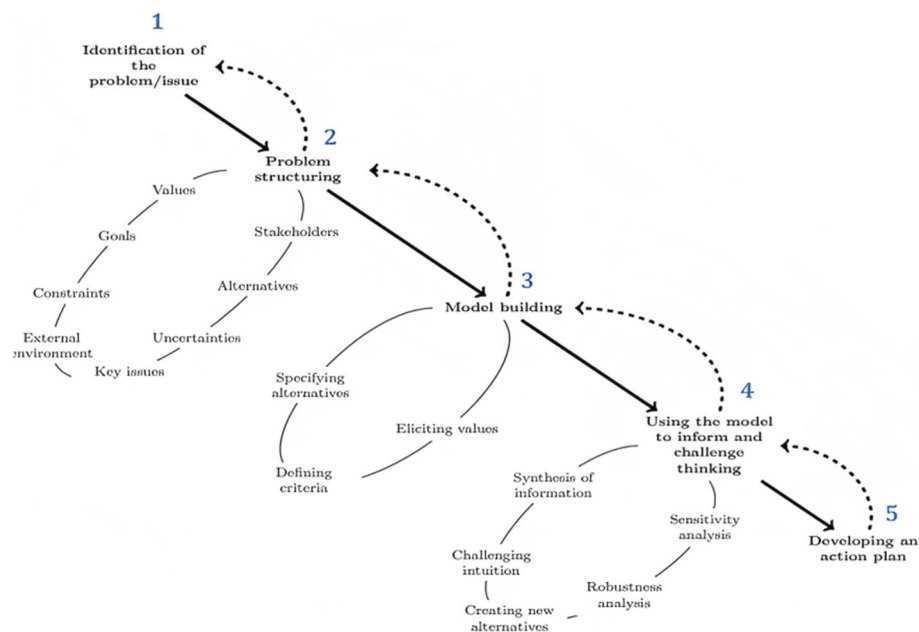 1
Identification of
the
problem/issue
2
Problem
structuring
Values
Goals
Constraints
External
environment
Key issues
Uncertainties
Alternatives
Stakeholders
3
Model building
Specifying
alternatives
Defining
criteria
Eliciting values
4
Using the model
to inform and
challenge
thinking
Synthesis of
information
Challenging
intuition
Creating new
alternatives
Robustness
analysis
Sensitivity
analysis
5
Developing an
action plan